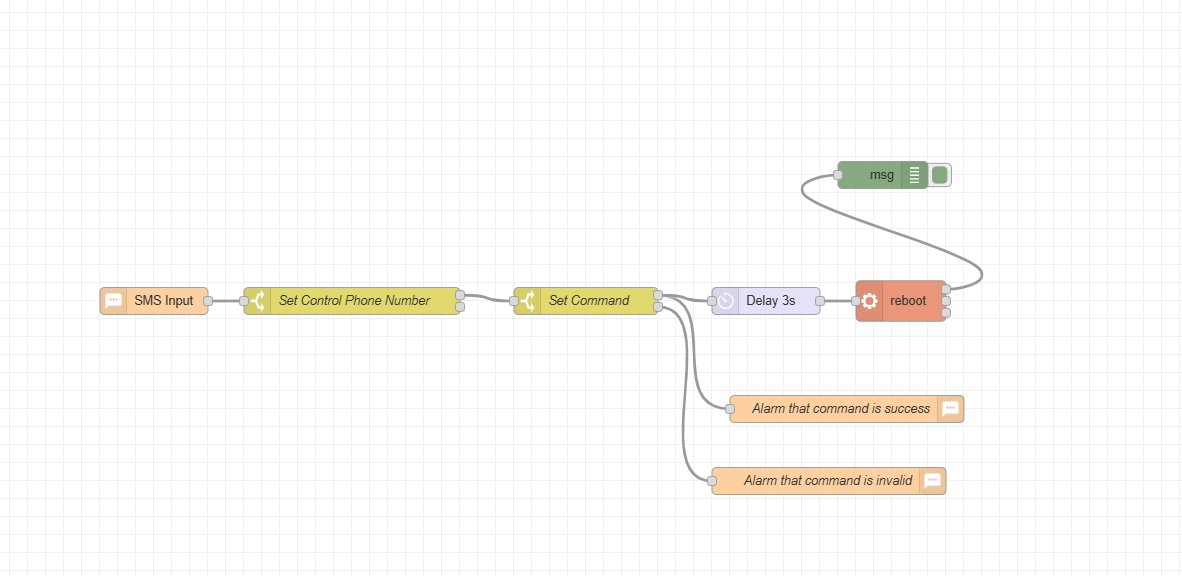 msg
SMS Input
Set Control Phone Number
Set Command
Delay 3s
reboot
Alarm that command is success
Alarm that command is invalid